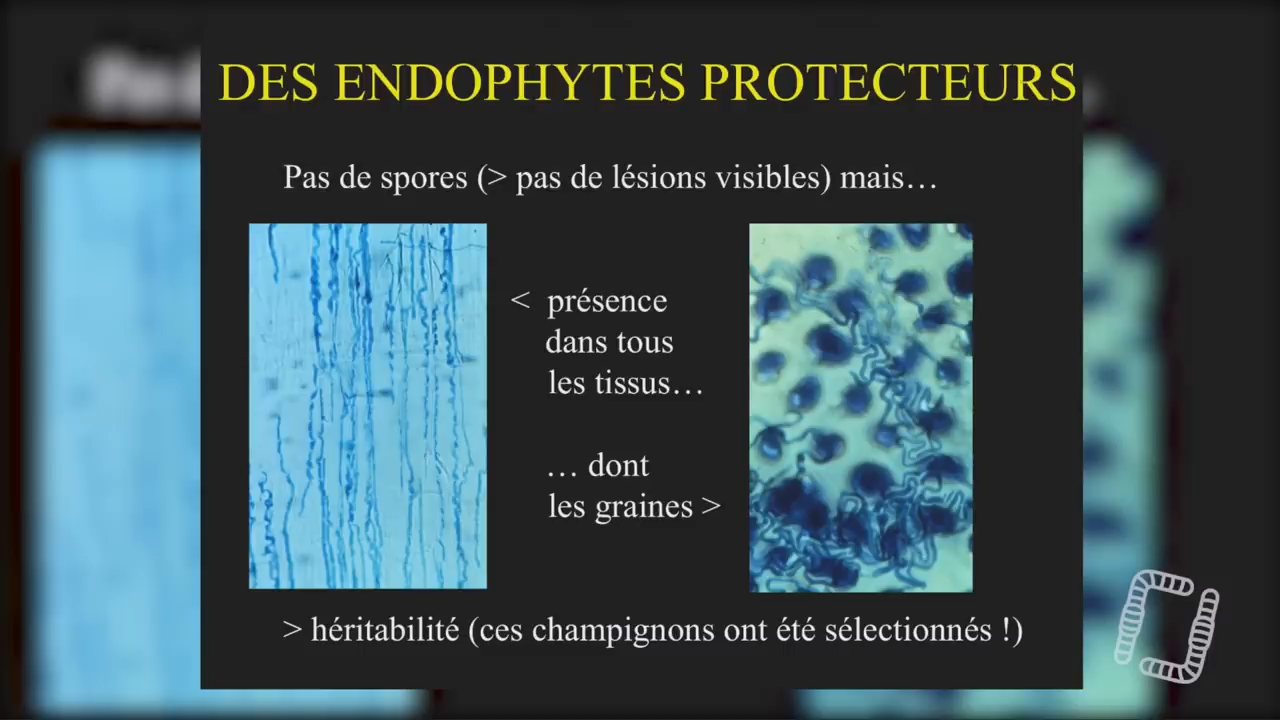 DES ENDOPHYTES PROTECTEURS
Pas de spores (> pas de lésions visibles) mais…
< présence
dans tous
les tissus…
… dont
les graines >
> héritabilité (ces champignons ont été sélectionnés !)